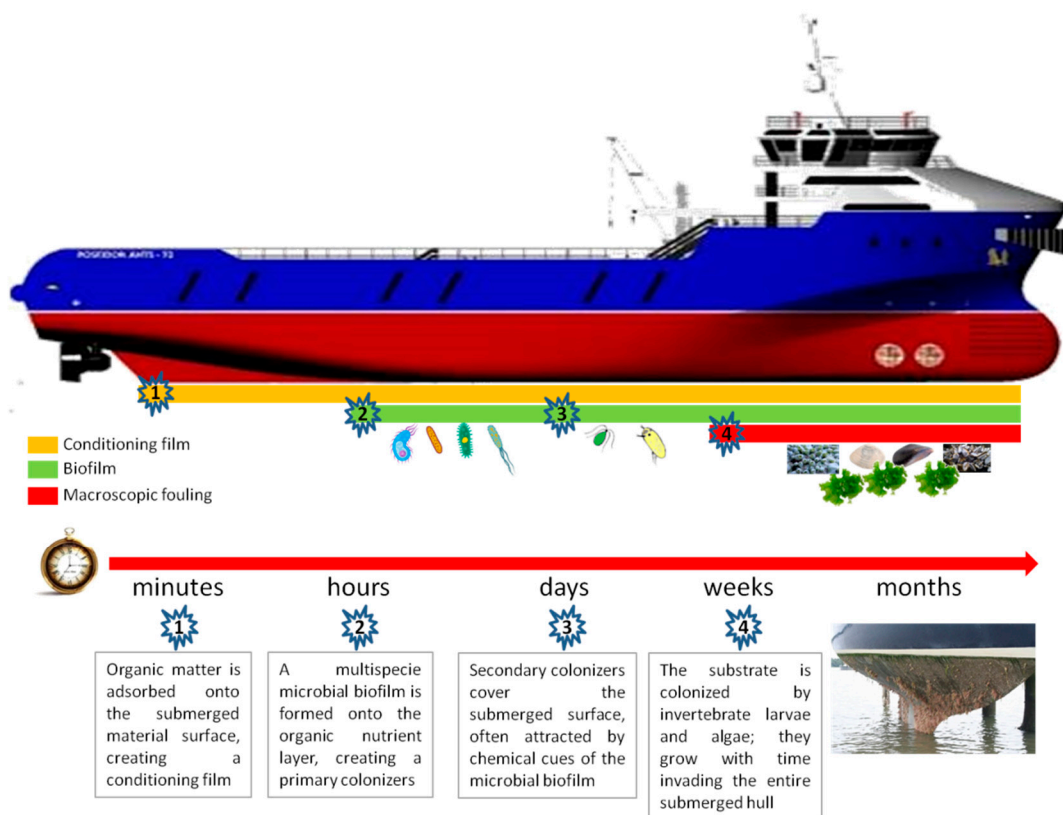 POSEIDOR AHTS - 72
1
2
3
4
Conditioning film
Biofilm
Macroscopic fouling
minutes
hours
days
weeks
months
1
2
3
4
Organic matter is
adsorbed onto
the submerged
material surface,
creating a
conditioning film
A multispecie
microbial biofilm is
formed onto the
organic nutrient
layer, creating a
primary colonizers
Secondary colonizers
cover the
submerged surface,
often attracted by
chemical cues of the
microbial biofilm
The substrate is
colonized by
invertebrate larvae
and algae; they
grow with time
invading the entire
submerged hull